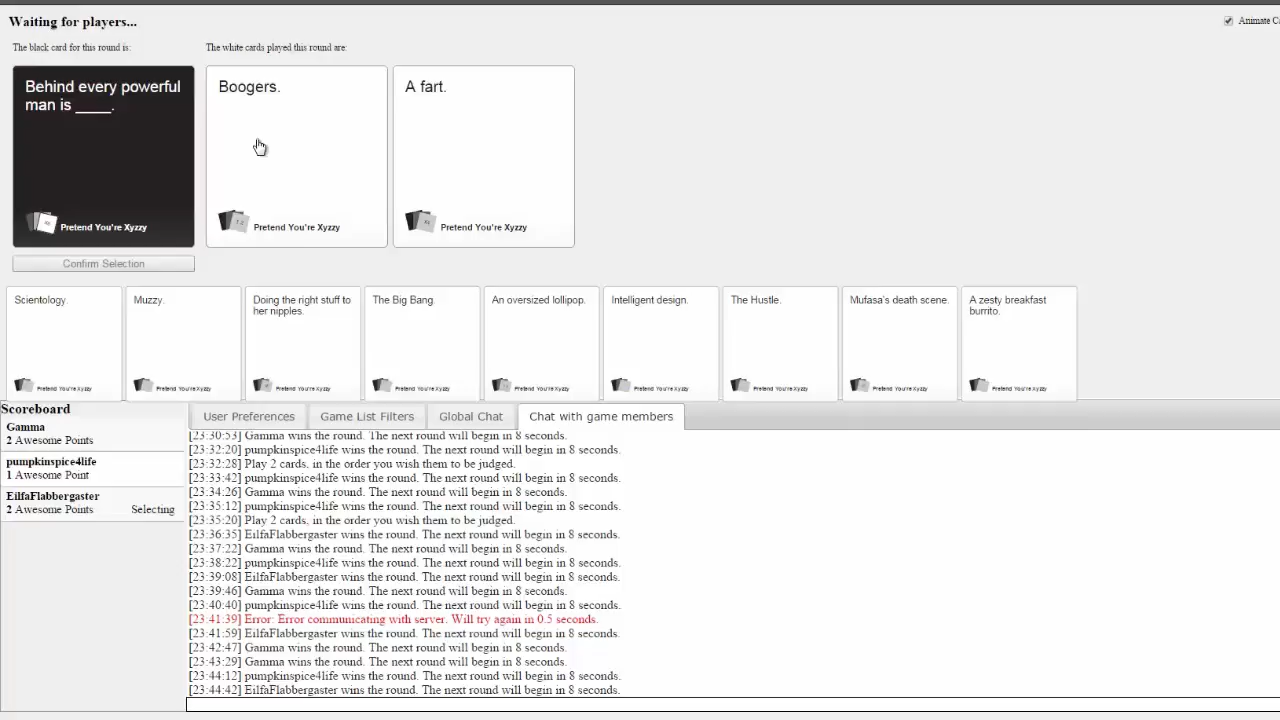 Waiting for players...
Animate
The black card for this round is:
The white cards played this round are:
Behind every powerful
man is ____.
Pretend You're Xyzzy
Boogers.
Pretend You're Xyzzy
A fart.
Pretend You're Xyzzy
Confirm Selection
Scientology.
Pretend You're Xyzzy
Muzzy.
Pretend You're Xyzzy
Doing the right stuff to
her nipples.
Pretend You're Xyzzy
The Big Bang.
Pretend You're Xyzzy
An oversized lollipop.
Pretend You're Xyzzy
Intelligent design.
Pretend You're Xyzzy
The Hustle.
Pretend You're Xyzzy
Mufasa's death scene.
Pretend You're Xyzzy
A zesty breakfast
burrito.
Pretend You're Xyzzy
Scoreboard
Gamma
2 Awesome Points
pumpkinspice4life
1 Awesome Point
EilfaFlabbergaster
2 Awesome Points Selecting
User Preferences Game List Filters Global Chat Chat with game members
[23:30:53] Gamma wins the round. The next round will begin in 8 seconds.
[23:32:20] pumpkinspice4life wins the round. The next round will begin in 8 seconds.
[23:32:28] Play 2 cards, in the order you wish them to be judged.
[23:33:42] pumpkinspice4life wins the round. The next round will begin in 8 seconds.
[23:34:26] Gamma wins the round. The next round will begin in 8 seconds.
[23:35:12] pumpkinspice4life wins the round. The next round will begin in 8 seconds.
[23:35:20] Play 2 cards, in the order you wish them to be judged.
[23:36:35] EilfaFlabbergaster wins the round. The next round will begin in 8 seconds.
[23:37:22] Gamma wins the round. The next round will begin in 8 seconds.
[23:38:22] pumpkinspice4life wins the round. The next round will begin in 8 seconds.
[23:39:08] EilfaFlabbergaster wins the round. The next round will begin in 8 seconds.
[23:39:46] Gamma wins the round. The next round will begin in 8 seconds.
[23:40:40] pumpkinspice4life wins the round. The next round will begin in 8 seconds.
[23:41:39] Error: Error communicating with server. Will try again in 0.5 seconds.
[23:41:59] EilfaFlabbergaster wins the round. The next round will begin in 8 seconds.
[23:42:47] Gamma wins the round. The next round will begin in 8 seconds.
[23:43:29] Gamma wins the round. The next round will begin in 8 seconds.
[23:44:12] pumpkinspice4life wins the round. The next round will begin in 8 seconds.
[23:44:42] EilfaFlabbergaster wins the round. The next round will begin in 8 seconds.